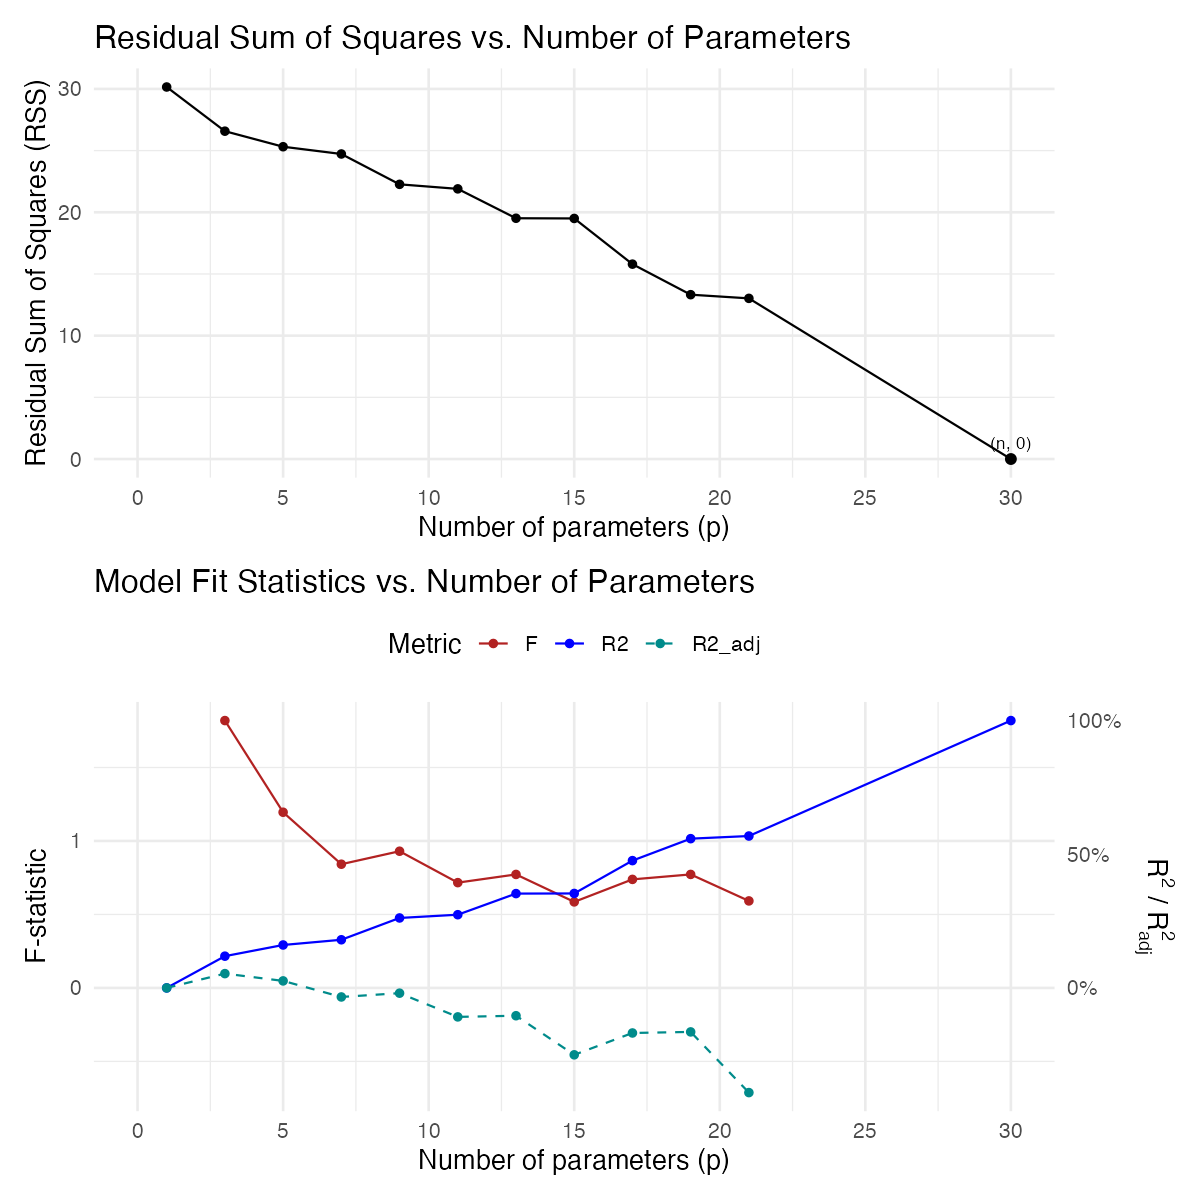 Residual Sum of Squares vs. Number of Parameters
Residual Sum of Squares (RSS)
30
20
10
0
(n, 0)
0 5 10 15 20 25 30
Number of parameters (p)
Model Fit Statistics vs. Number of Parameters
Metric F R2 R2_adj
F-statistic
1
0
100%
50%
0%
R² / R²adj
0 5 10 15 20 25 30
Number of parameters (p)